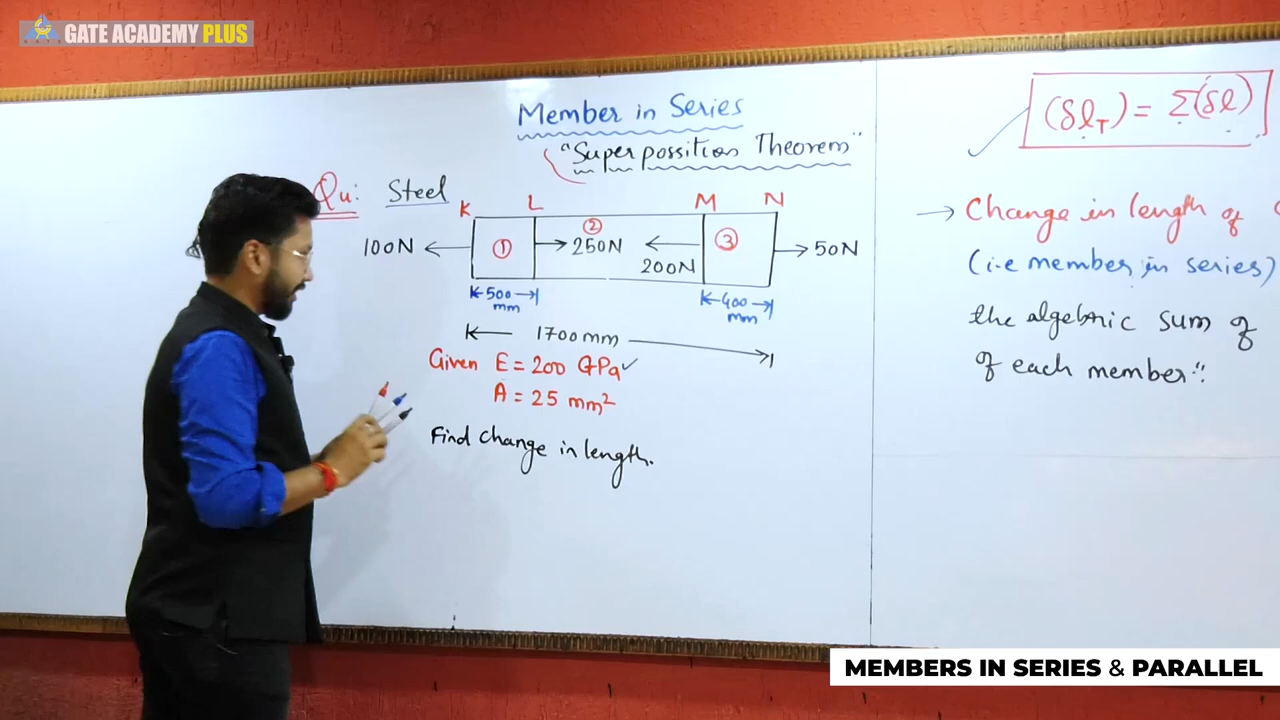 GATE ACADEMY PLUS
Member in Series
"Superpossition Theorem"
Qu: Steel
K L M N
100N ① 250N ② 200N ③ 50N
500 mm
400 mm
1700 mm
Given E = 200 GPa ✓
A = 25 mm²
Find change in length.
(δlT) = Σ(δl)
→ Change in length of
(i.e member in series)
the algebric sum of
of each member".
MEMBERS IN SERIES & PARALLEL